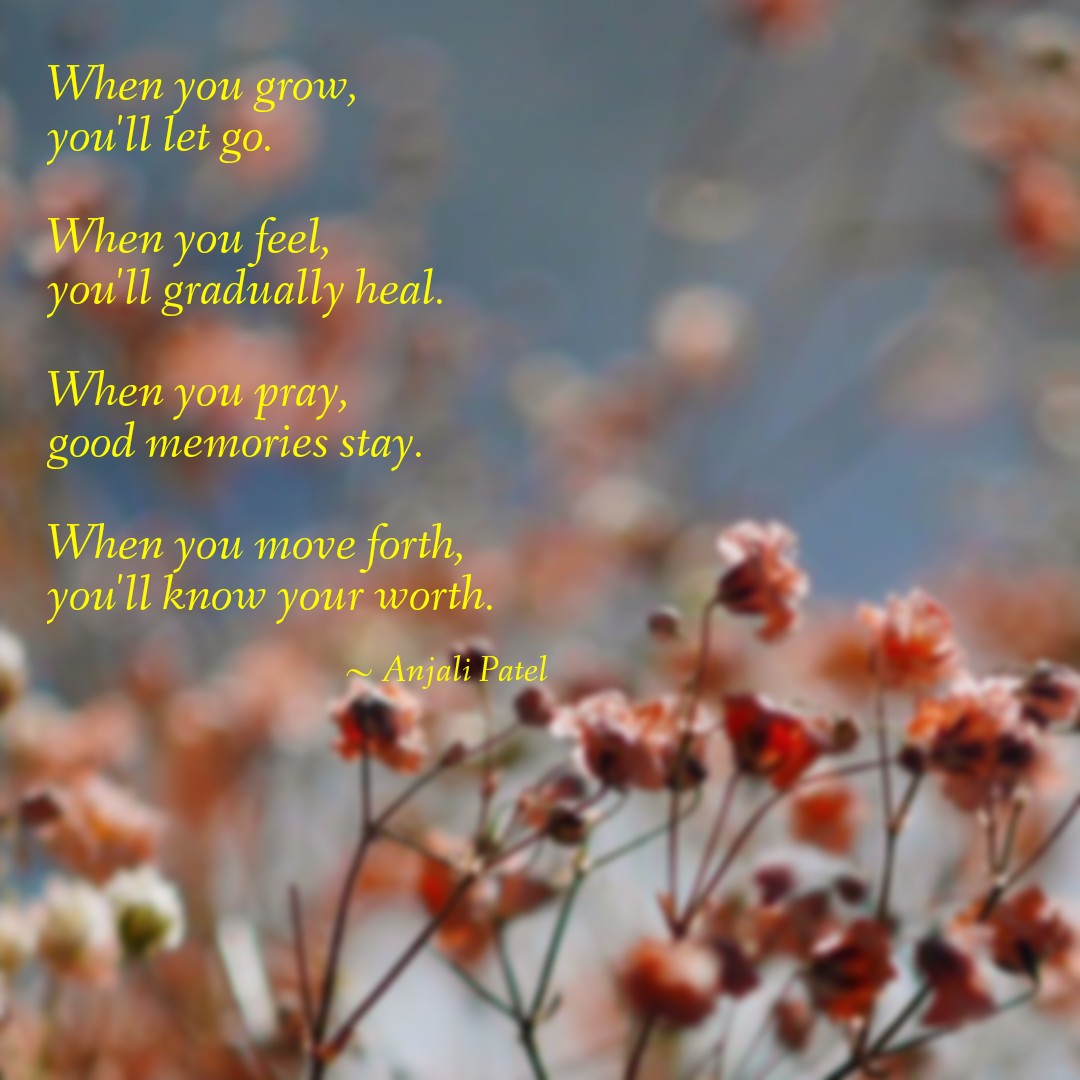 When you grow,
you'll let go.
When you feel,
you'll gradually heal.
When you pray,
good memories stay.
When you move forth,
you'll know your worth.
~ Anjali Patel